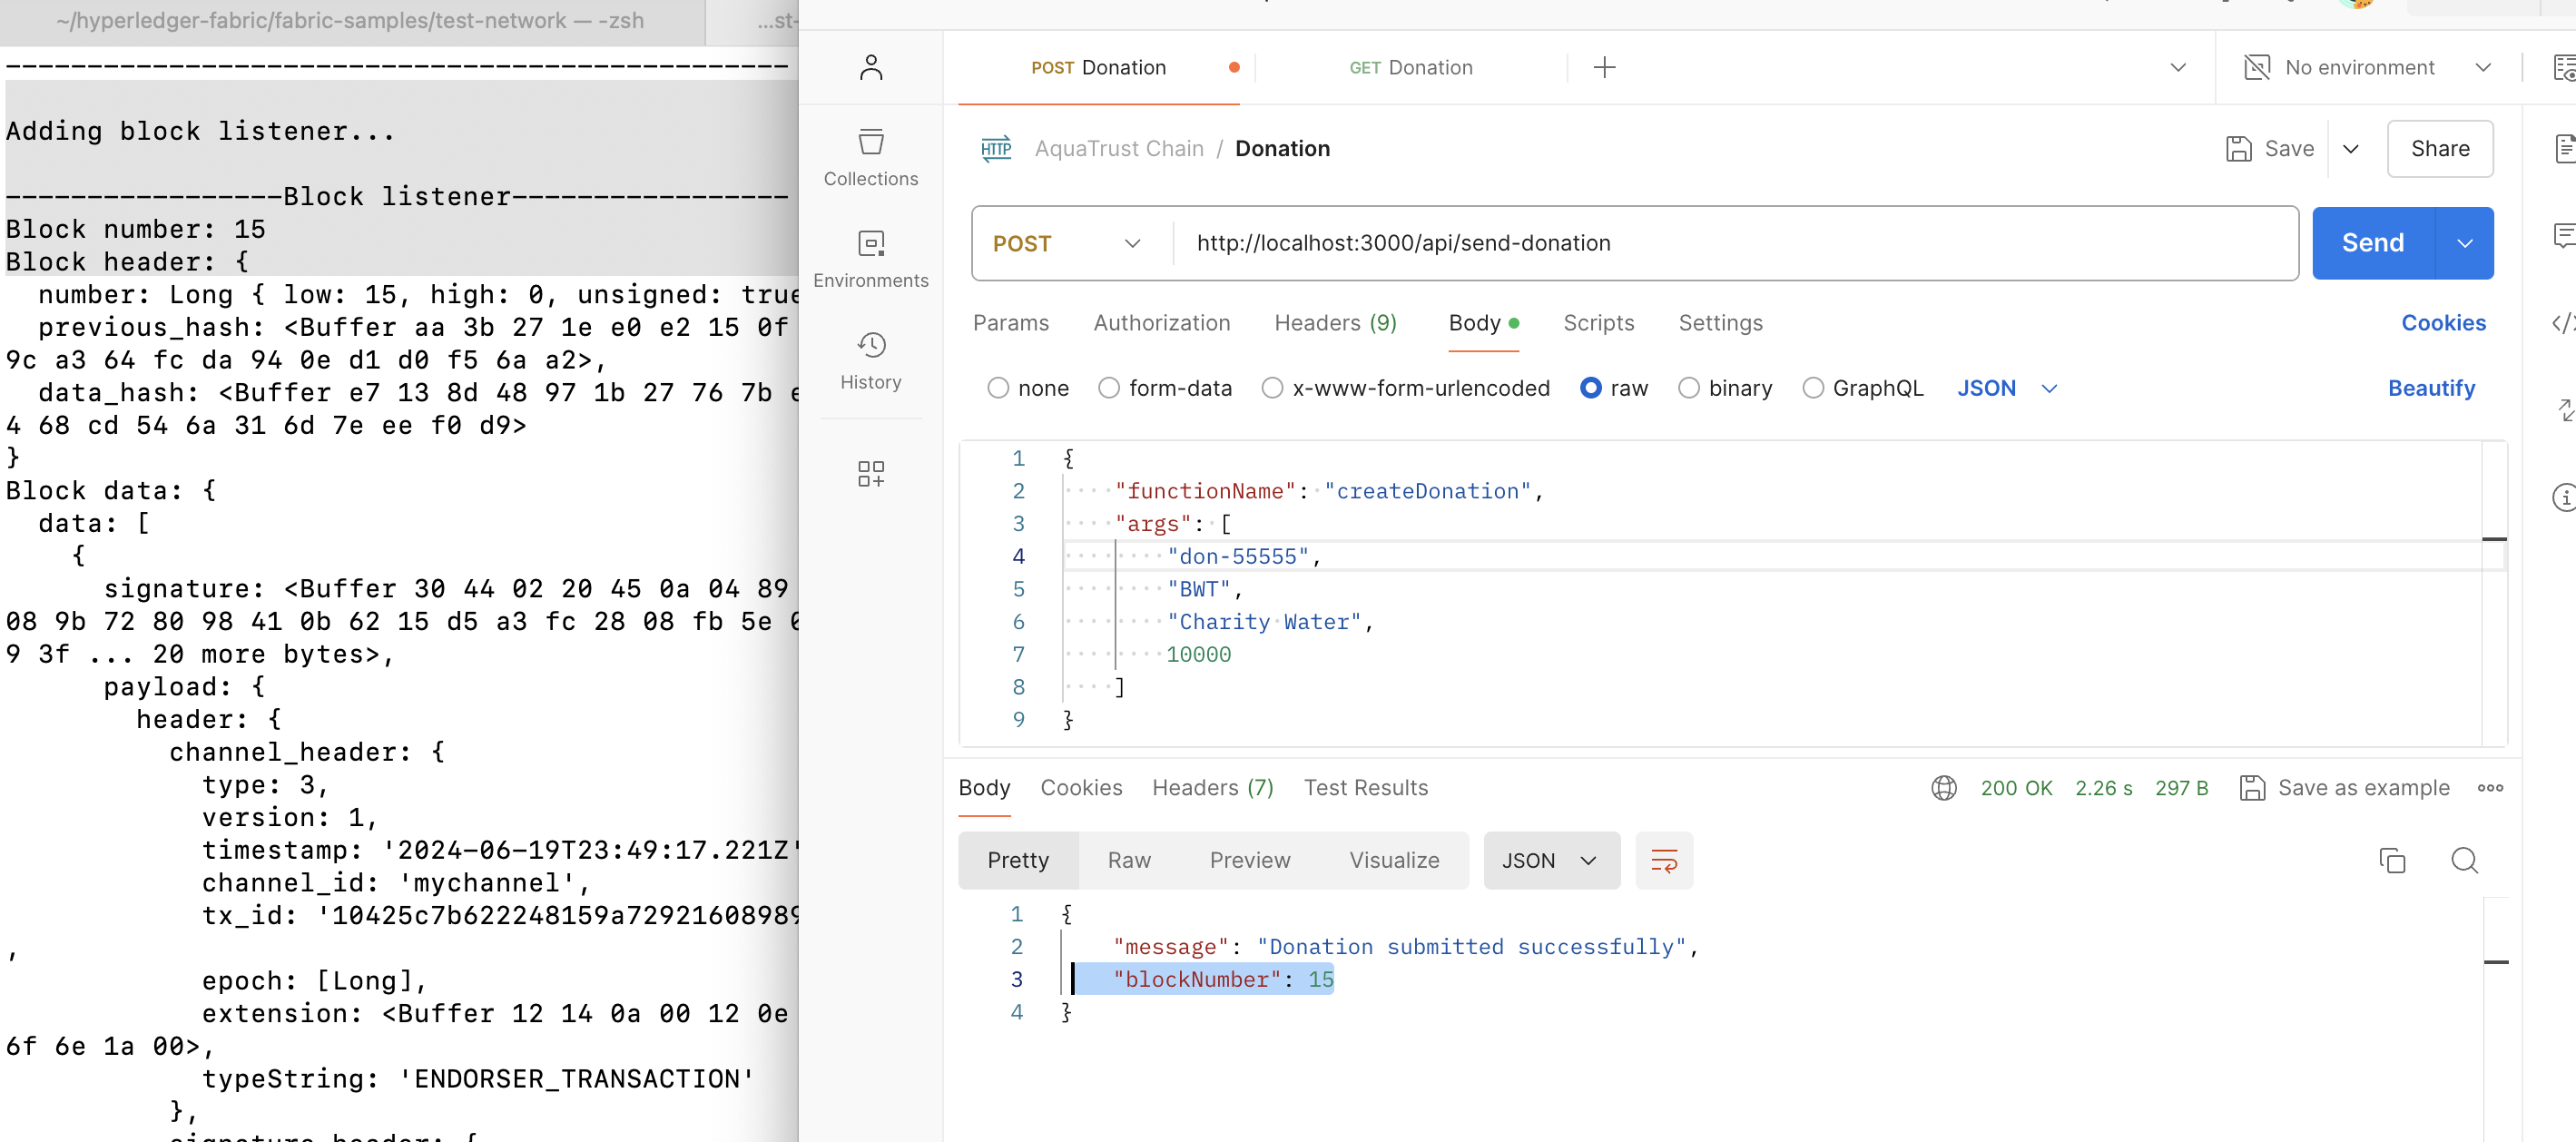 ~/hyperledger-fabric/fabric-samples/test-network — -zsh
...st-
------------------------------------------------
Adding block listener...
-----------------Block listener-----------------
Block number: 15
Block header: {
number: Long { low: 15, high: 0, unsigned: true
previous_hash: <Buffer aa 3b 27 1e e0 e2 15 0f
9c a3 64 fc da 94 0e d1 d0 f5 6a a2>,
data_hash: <Buffer e7 13 8d 48 97 1b 27 76 7b
4 68 cd 54 6a 31 6d 7e ee f0 d9>
}
Block data: {
data: [
{
signature: <Buffer 30 44 02 20 45 0a 04 89
08 9b 72 80 98 41 0b 62 15 d5 a3 fc 28 08 fb 5e
9 3f ... 20 more bytes>,
payload: {
header: {
channel_header: {
type: 3,
version: 1,
timestamp: '2024-06-19T23:49:17.221Z'
channel_id: 'mychannel',
tx_id: '10425c7b622248159a72921608989
,
epoch: [Long],
extension: <Buffer 12 14 0a 00 12 0e
6f 6e 1a 00>,
typeString: 'ENDORSER_TRANSACTION'
},
signature_header: {
Collections
Environments
History
POST Donation
GET Donation
No environment
HTTP
AquaTrust Chain / Donation
Save
Share
POST
http://localhost:3000/api/send-donation
Send
Params
Authorization
Headers (9)
Body
Scripts
Settings
Cookies
none
form-data
x-www-form-urlencoded
raw
binary
GraphQL
JSON
Beautify
1 {
2 "functionName": "createDonation",
3 "args": [
4 "don-55555",
5 "BWT",
6 "Charity Water",
7 10000
8 ]
9 }
Body
Cookies
Headers (7)
Test Results
200 OK
2.26 s
297 B
Save as example
Pretty
Raw
Preview
Visualize
JSON
1 {
2 "message": "Donation submitted successfully",
3 "blockNumber": 15
4 }